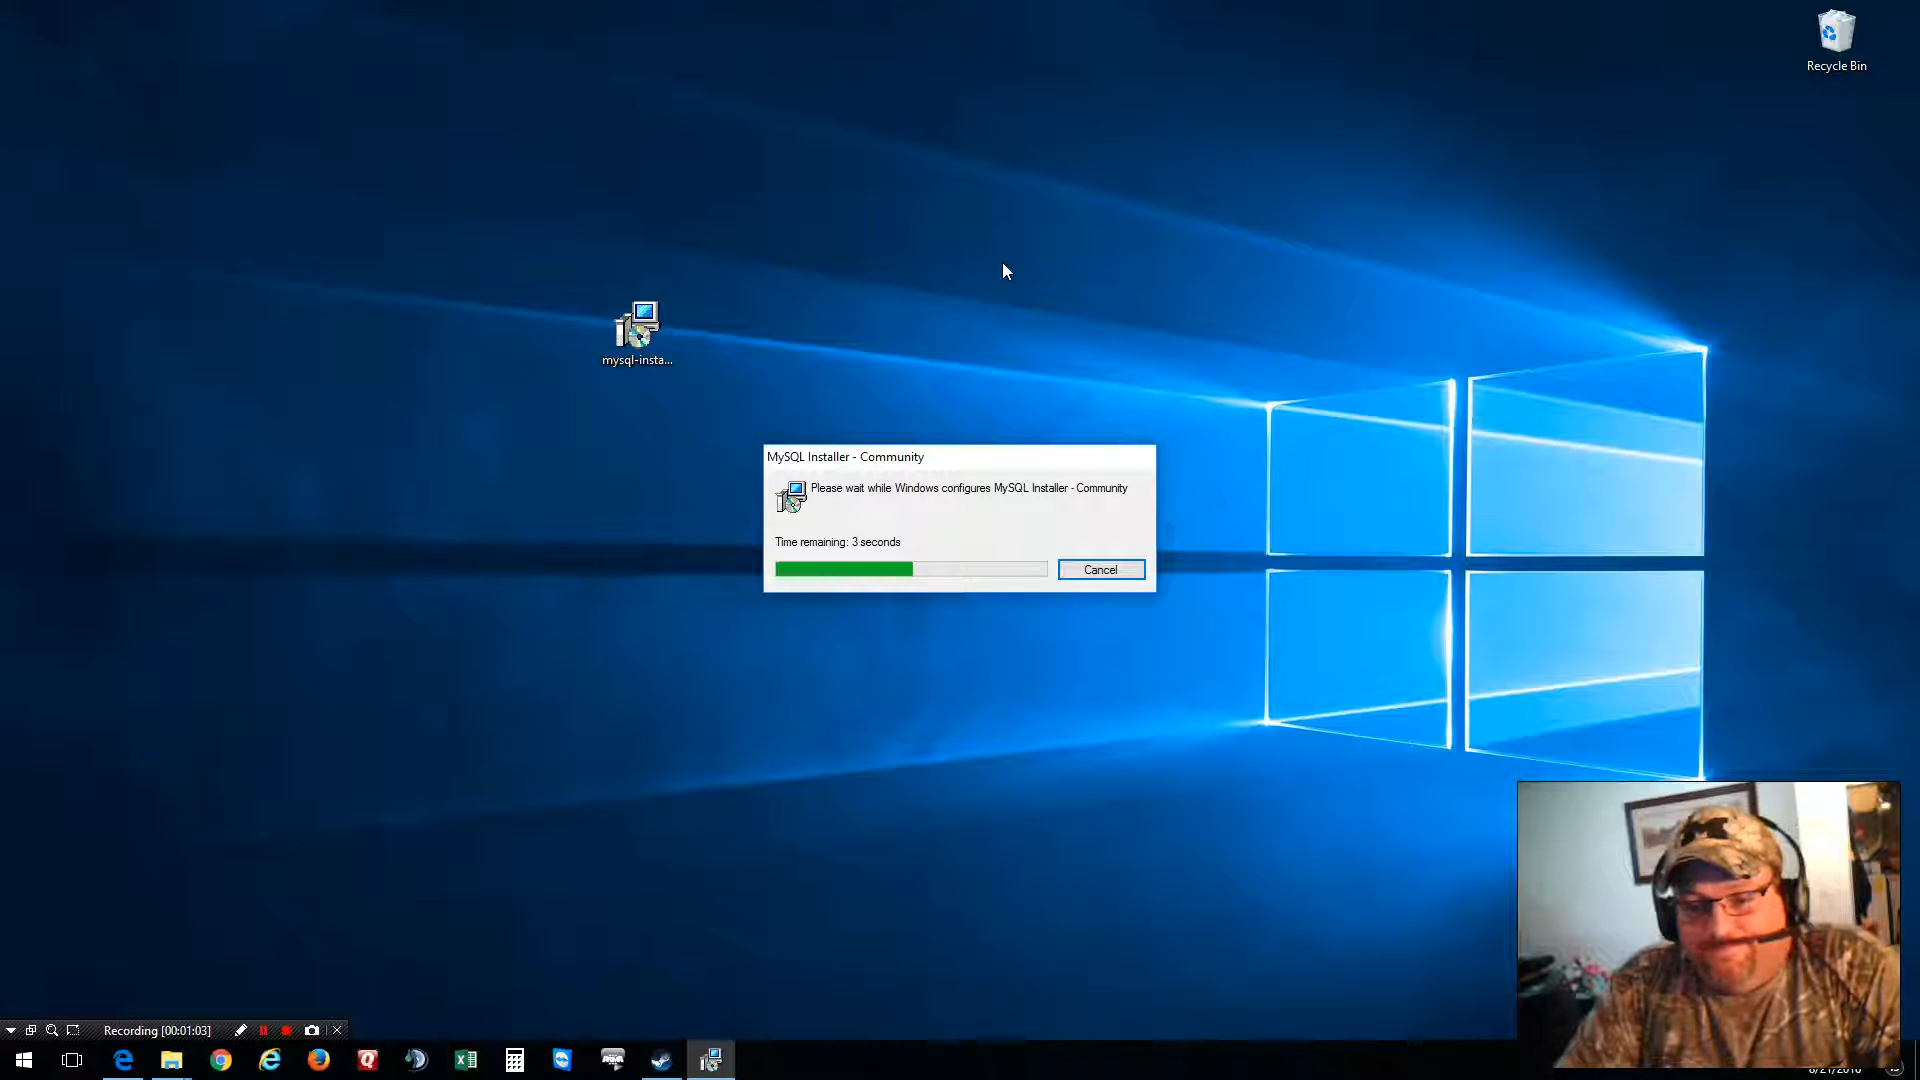 Recycle Bin
mysql-insta...
MySQL Installer - Community
Please wait while Windows configures MySQL Installer - Community
Time remaining: 3 seconds
Cancel
Recording [00:01:03]